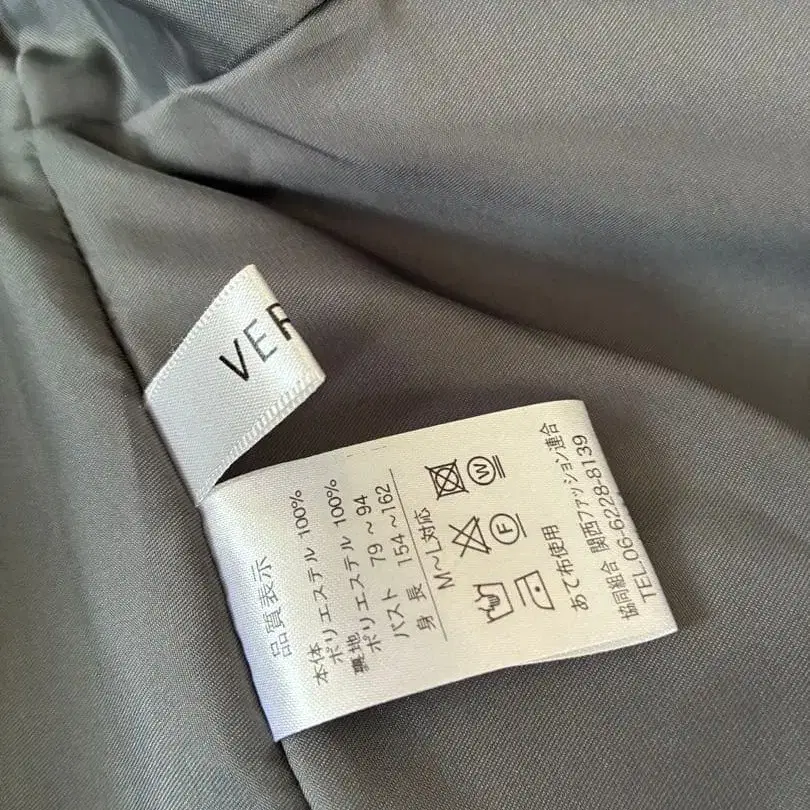 VER
品質表示
本体
ポリエステル 100%
裏地
ポリエステル 100%
バスト 79～94
身長 154～162
M～L対応
W
F
あて布使用
協同組合 関西ファッション連合
TEL.06-6228-8139